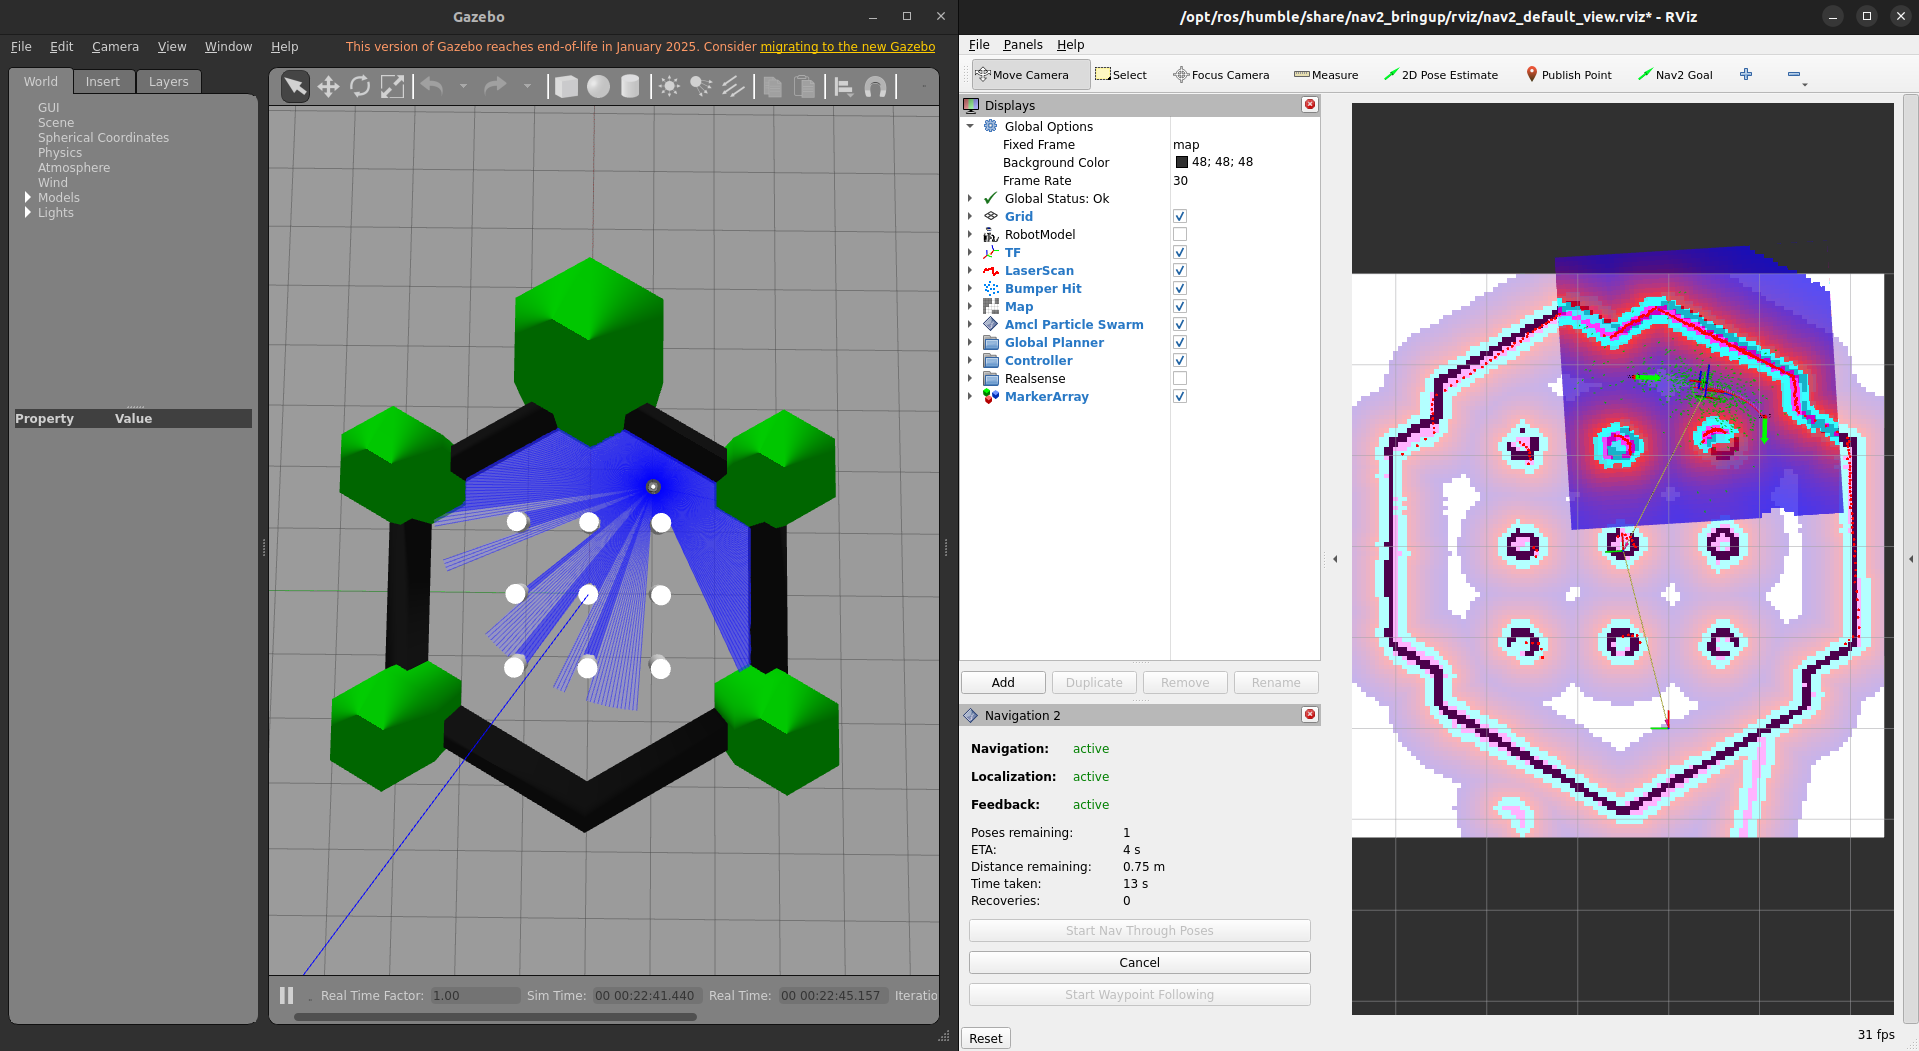 Gazebo
File Edit Camera View Window Help
This version of Gazebo reaches end-of-life in January 2025. Consider migrating to the new Gazebo
World Insert Layers
GUI
Scene
Spherical Coordinates
Physics
Atmosphere
Wind
Models
Lights
Property Value
Real Time Factor: 1.00 Sim Time: 00 00:22:41.440 Real Time: 00 00:22:45.157 Iteratio
/opt/ros/humble/share/nav2_bringup/rviz/nav2_default_view.rviz* - RViz
File Panels Help
Move Camera Select Focus Camera Measure 2D Pose Estimate Publish Point Nav2 Goal
Displays
Global Options
Fixed Frame map
Background Color 48; 48; 48
Frame Rate 30
Global Status: Ok
Grid
RobotModel
TF
LaserScan
Bumper Hit
Map
Amcl Particle Swarm
Global Planner
Controller
Realsense
MarkerArray
Add Duplicate Remove Rename
Navigation 2
Navigation: active
Localization: active
Feedback: active
Poses remaining: 1
ETA: 4 s
Distance remaining: 0.75 m
Time taken: 13 s
Recoveries: 0
Start Nav Through Poses
Cancel
Start Waypoint Following
Reset
31 fps